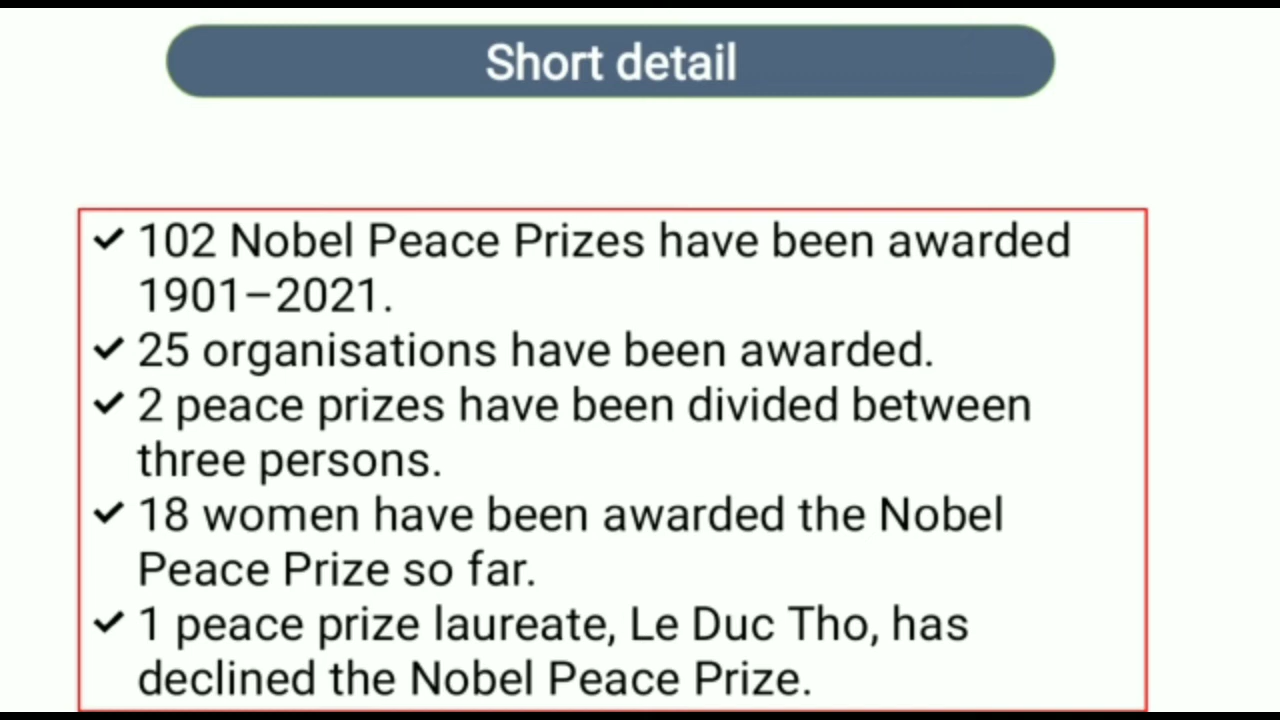 Short detail
✓ 102 Nobel Peace Prizes have been awarded
1901–2021.
✓ 25 organisations have been awarded.
✓ 2 peace prizes have been divided between
three persons.
✓ 18 women have been awarded the Nobel
Peace Prize so far.
✓ 1 peace prize laureate, Le Duc Tho, has
declined the Nobel Peace Prize.